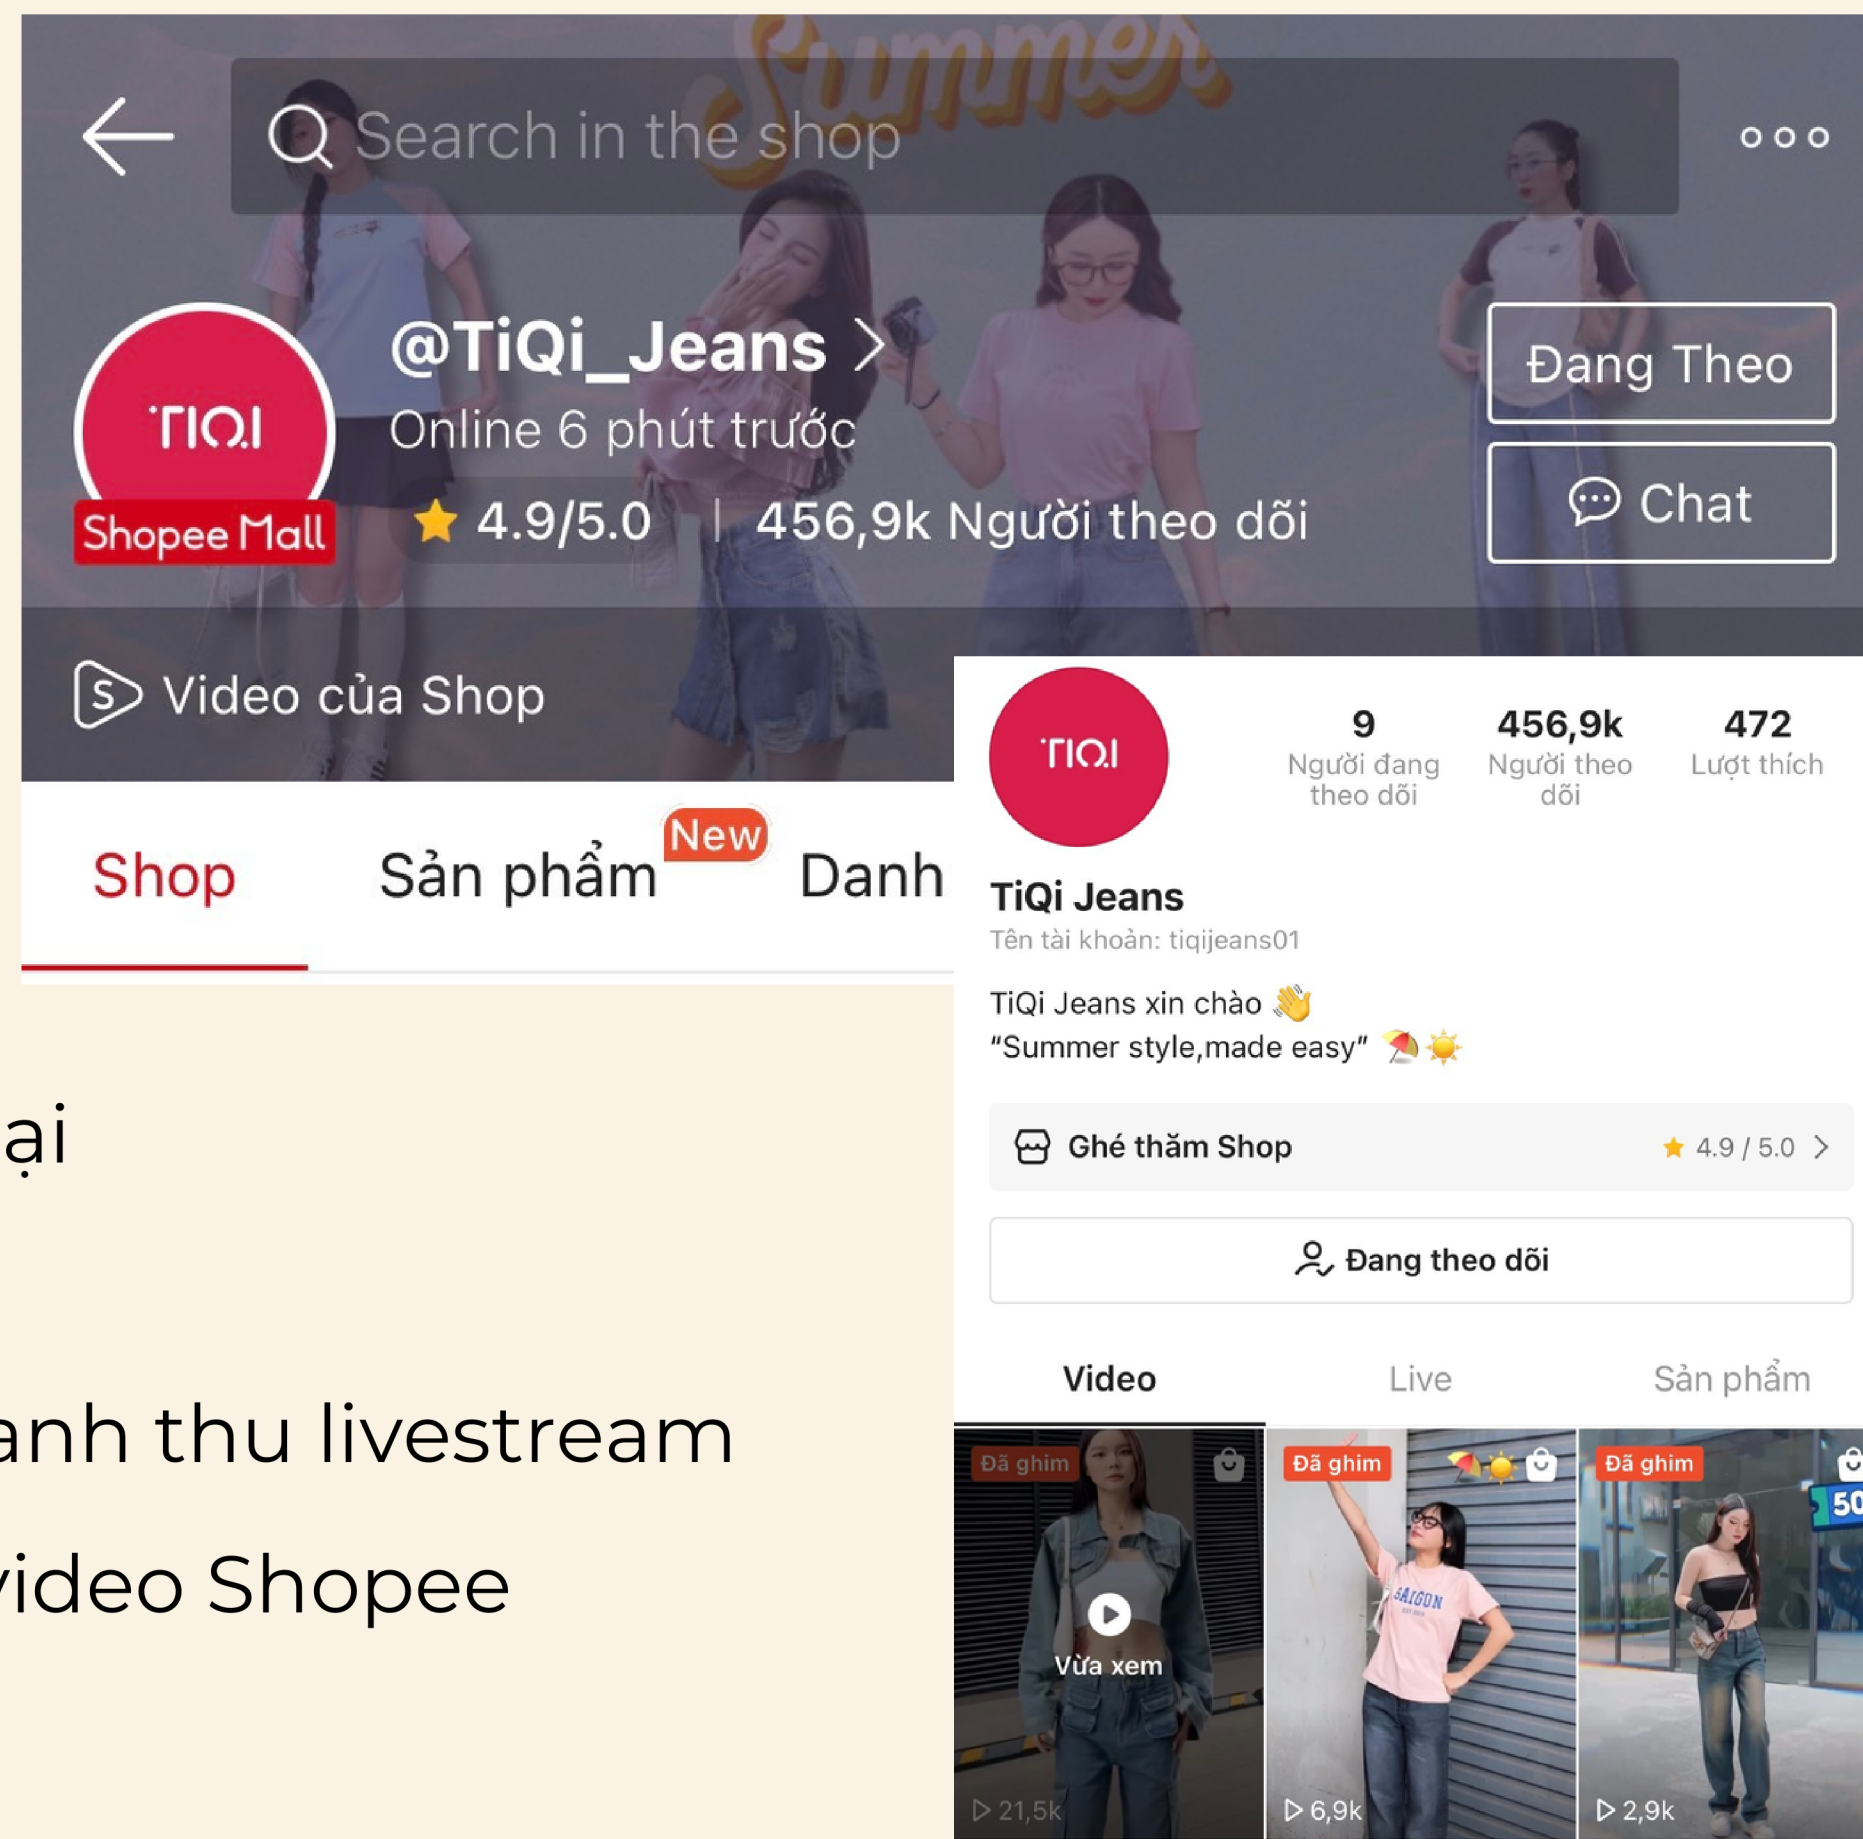 Summer
Search in the shop
@TiQi_Jeans
Online 6 phút trước
TIQI
Shopee Mall
4.9/5.0 | 456,9k Người theo dõi
Đang Theo
Chat
Video của Shop
Shop
Sản phẩm
New
Danh
TIQI
9
Người đang
theo dõi
456,9k
Người theo
dõi
472
Lượt thích
TiQi Jeans
Tên tài khoản: tiqijeans01
TiQi Jeans xin chào 👋
“Summer style,made easy” ⛱️☀️
Ghé thăm Shop
4.9 / 5.0
Đang theo dõi
Video
Live
Sản phẩm
Đã ghim
Vừa xem
21,5k
Đã ghim
SAIGON
6,9k
Đã ghim
50
2,9k
ại
anh thu livestream
video Shopee